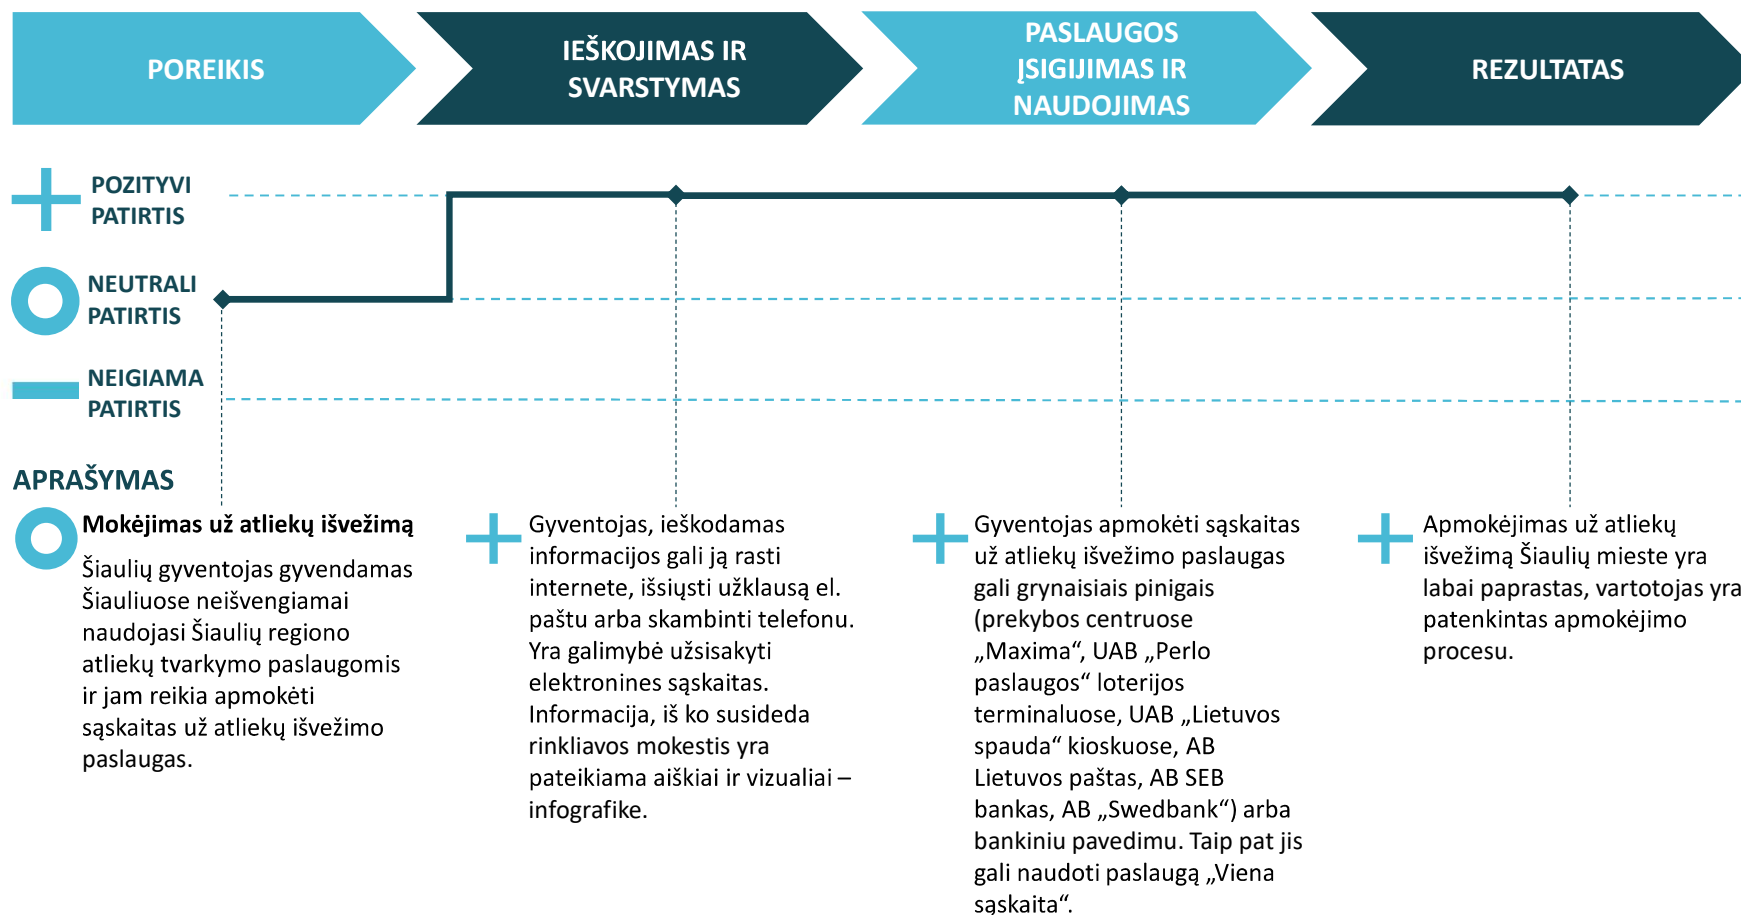 POREIKIS
IEŠKOJIMAS IR
SVARSTYMAS
PASLAUGOS
ĮSIGIJIMAS IR
NAUDOJIMAS
REZULTATAS
POZITYVI
PATIRTIS
NEUTRALI
PATIRTIS
NEIGIAMA
PATIRTIS
APRAŠYMAS
Mokėjimas už atliekų išvežimą
Šiaulių gyventojas gyvendamas
Šiauliuose neišvengiamai
naudojasi Šiaulių regiono
atliekų tvarkymo paslaugomis
ir jam reikia apmokėti
sąskaitas už atliekų išvežimo
paslaugas.
Gyventojas, ieškodamas
informacijos gali ją rasti
internete, išsiųsti užklausą el.
paštu arba skambinti telefonu.
Yra galimybė užsisakyti
elektronines sąskaitas.
Informacija, iš ko susideda
rinkliavos mokestis yra
pateikiama aiškiai ir vizualiai –
infografike.
Gyventojas apmokėti sąskaitas
už atliekų išvežimo paslaugas
gali grynaisiais pinigais
(prekybos centruose
„Maxima“, UAB „Perlo
paslaugos“ loterijos
terminaluose, UAB „Lietuvos
spauda“ kioskuose, AB
Lietuvos paštas, AB SEB
bankas, AB „Swedbank“) arba
bankiniu pavedimu. Taip pat jis
gali naudoti paslaugą „Viena
sąskaita“.
Apmokėjimas už atliekų
išvežimą Šiaulių mieste yra
labai paprastas, vartotojas yra
patenkintas apmokėjimo
procesu.